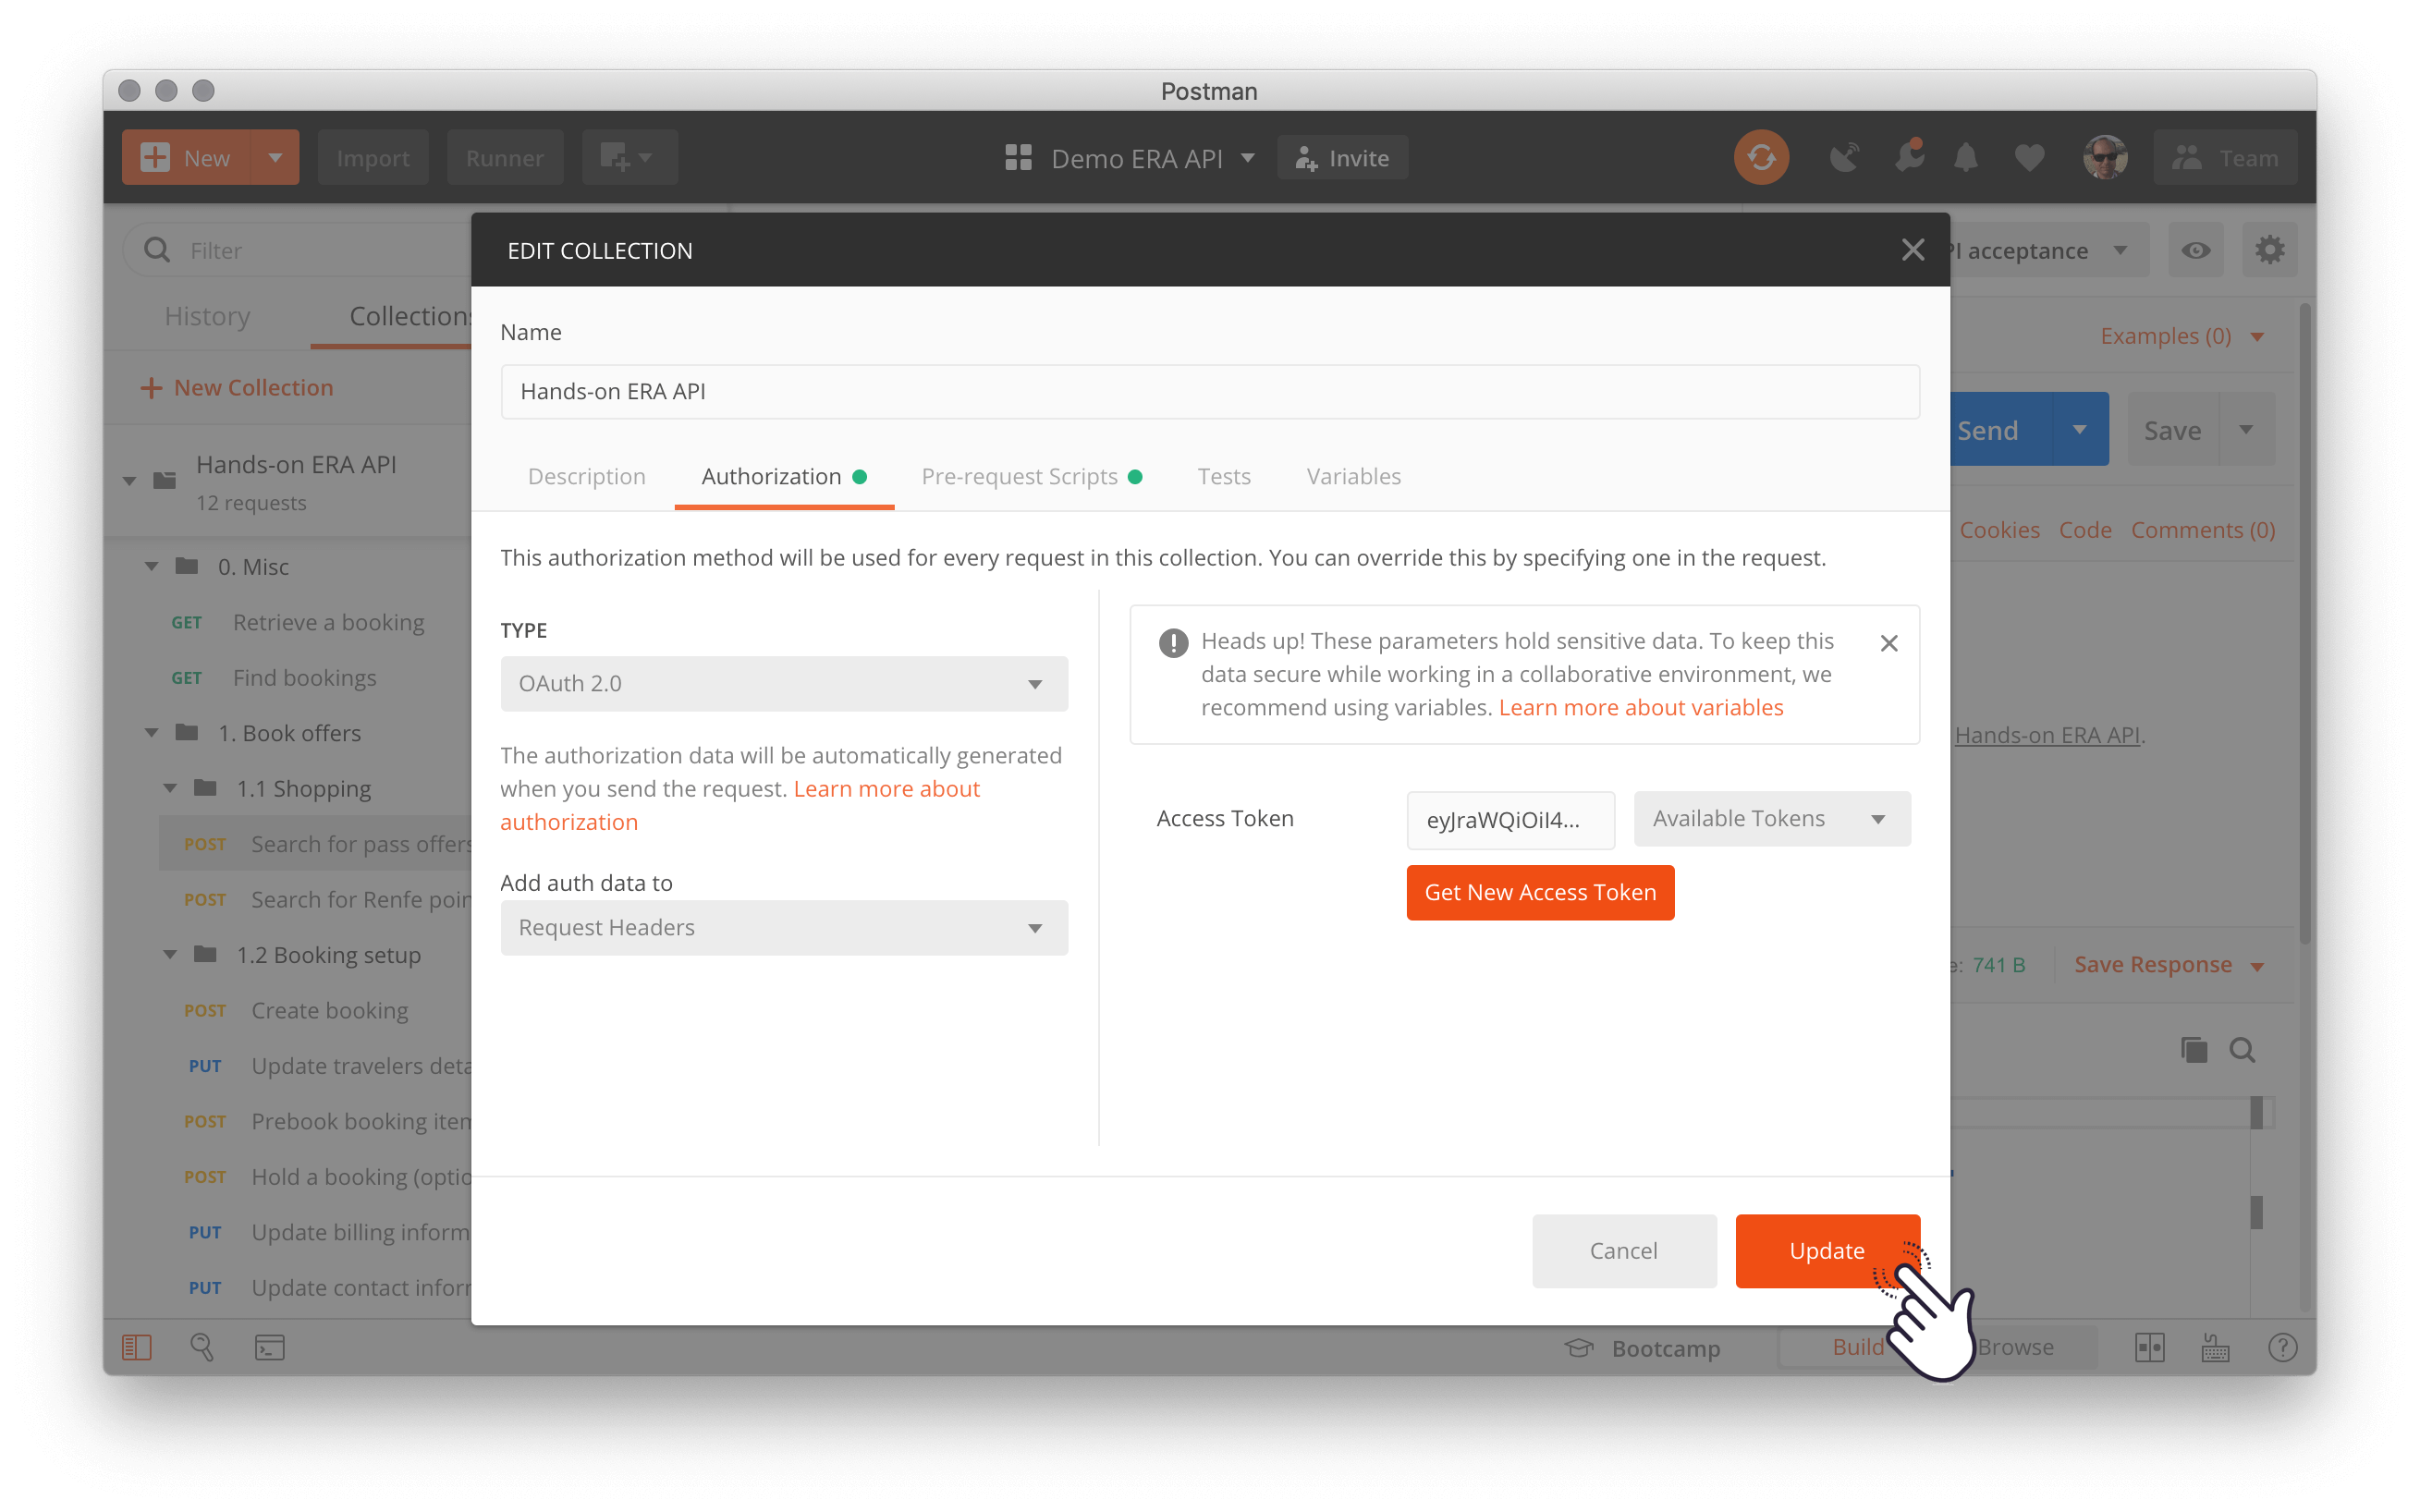 Postman
New
Import
Runner
Demo ERA API
Invite
Team
Filter
History
Collections
New Collection
Hands-on ERA API
12 requests
0. Misc
GET Retrieve a booking
GET Find bookings
1. Book offers
1.1 Shopping
POST Search for pass offers
POST Search for Renfe poin
1.2 Booking setup
POST Create booking
PUT Update travelers deta
POST Prebook booking item
POST Hold a booking (optio
PUT Update billing inform
PUT Update contact inform
EDIT COLLECTION
Name
Hands-on ERA API
Description
Authorization
Pre-request Scripts
Tests
Variables
This authorization method will be used for every request in this collection. You can override this by specifying one in the request.
TYPE
OAuth 2.0
The authorization data will be automatically generated
when you send the request. Learn more about
authorization
Add auth data to
Request Headers
Heads up! These parameters hold sensitive data. To keep this
data secure while working in a collaborative environment, we
recommend using variables. Learn more about variables
Access Token
eyJraWQiOiI4...
Available Tokens
Get New Access Token
Cancel
Update
PI acceptance
Examples (0)
Send
Save
Cookies
Code
Comments (0)
Hands-on ERA API.
e: 741 B
Save Response
Bootcamp
Build
Browse